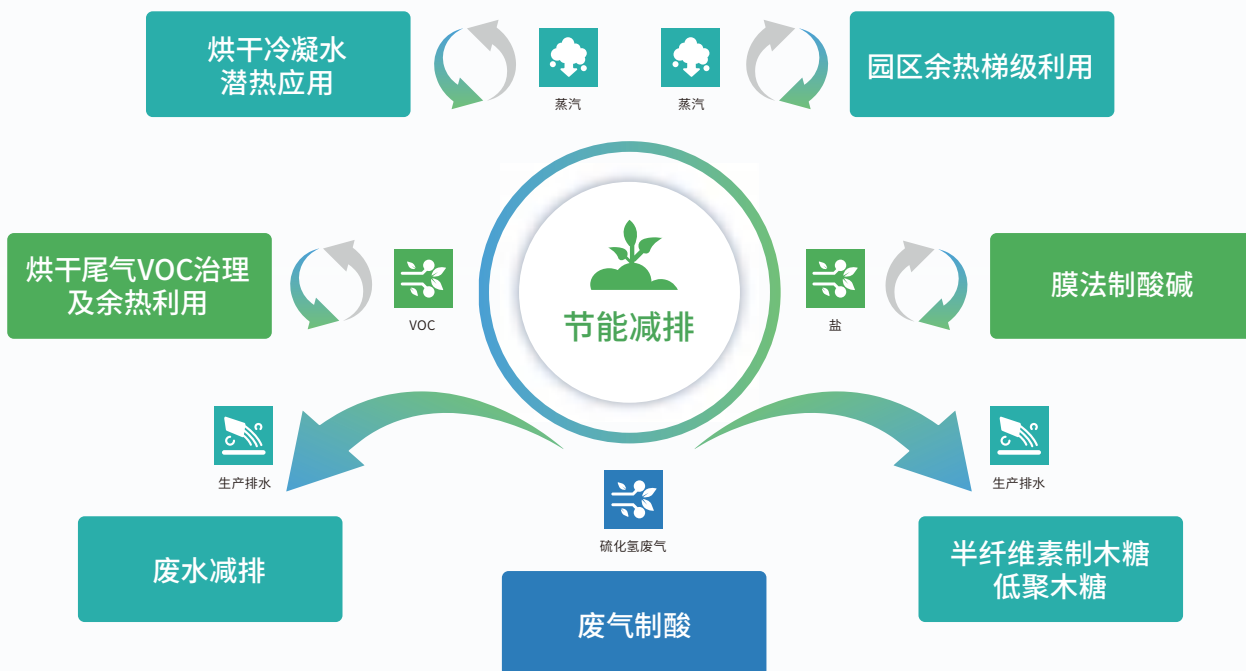 烘干冷凝水
潜热应用
蒸汽
蒸汽
园区余热梯级利用
烘干尾气VOC治理
及余热利用
VOC
节能减排
盐
膜法制酸碱
生产排水
废水减排
硫化氢废气
废气制酸
生产排水
半纤维素制木糖
低聚木糖